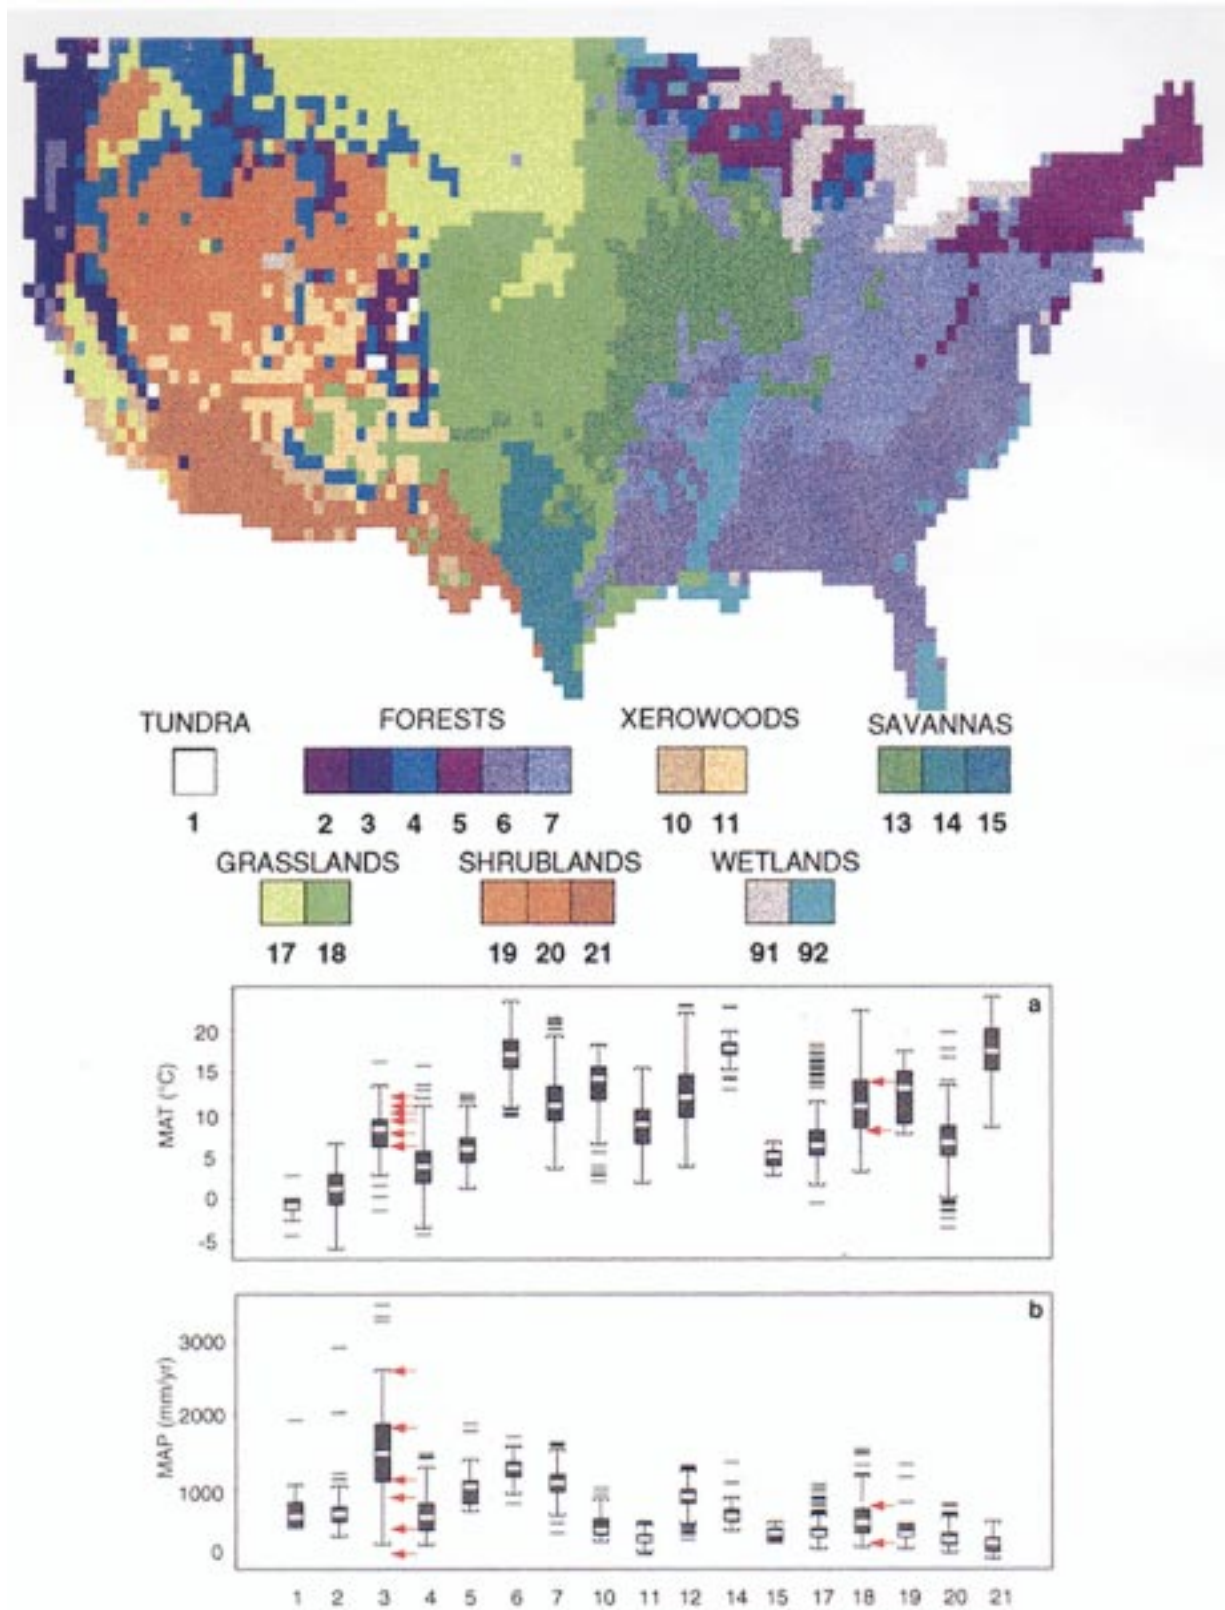 TUNDRA FORESTS XEROWOODS SAVANNAS
1 2 3 4 5 6 7 10 11 13 14 15
GRASSLANDS SHRUBLANDS WETLANDS
17 18 19 20 21 91 92
a
MAT (°C)
20
15
10
5
0
-5
b
MAP (mm/yr)
3000
2000
1000
0
1 2 3 4 5 6 7 10 11 12 14 15 17 18 19 20 21